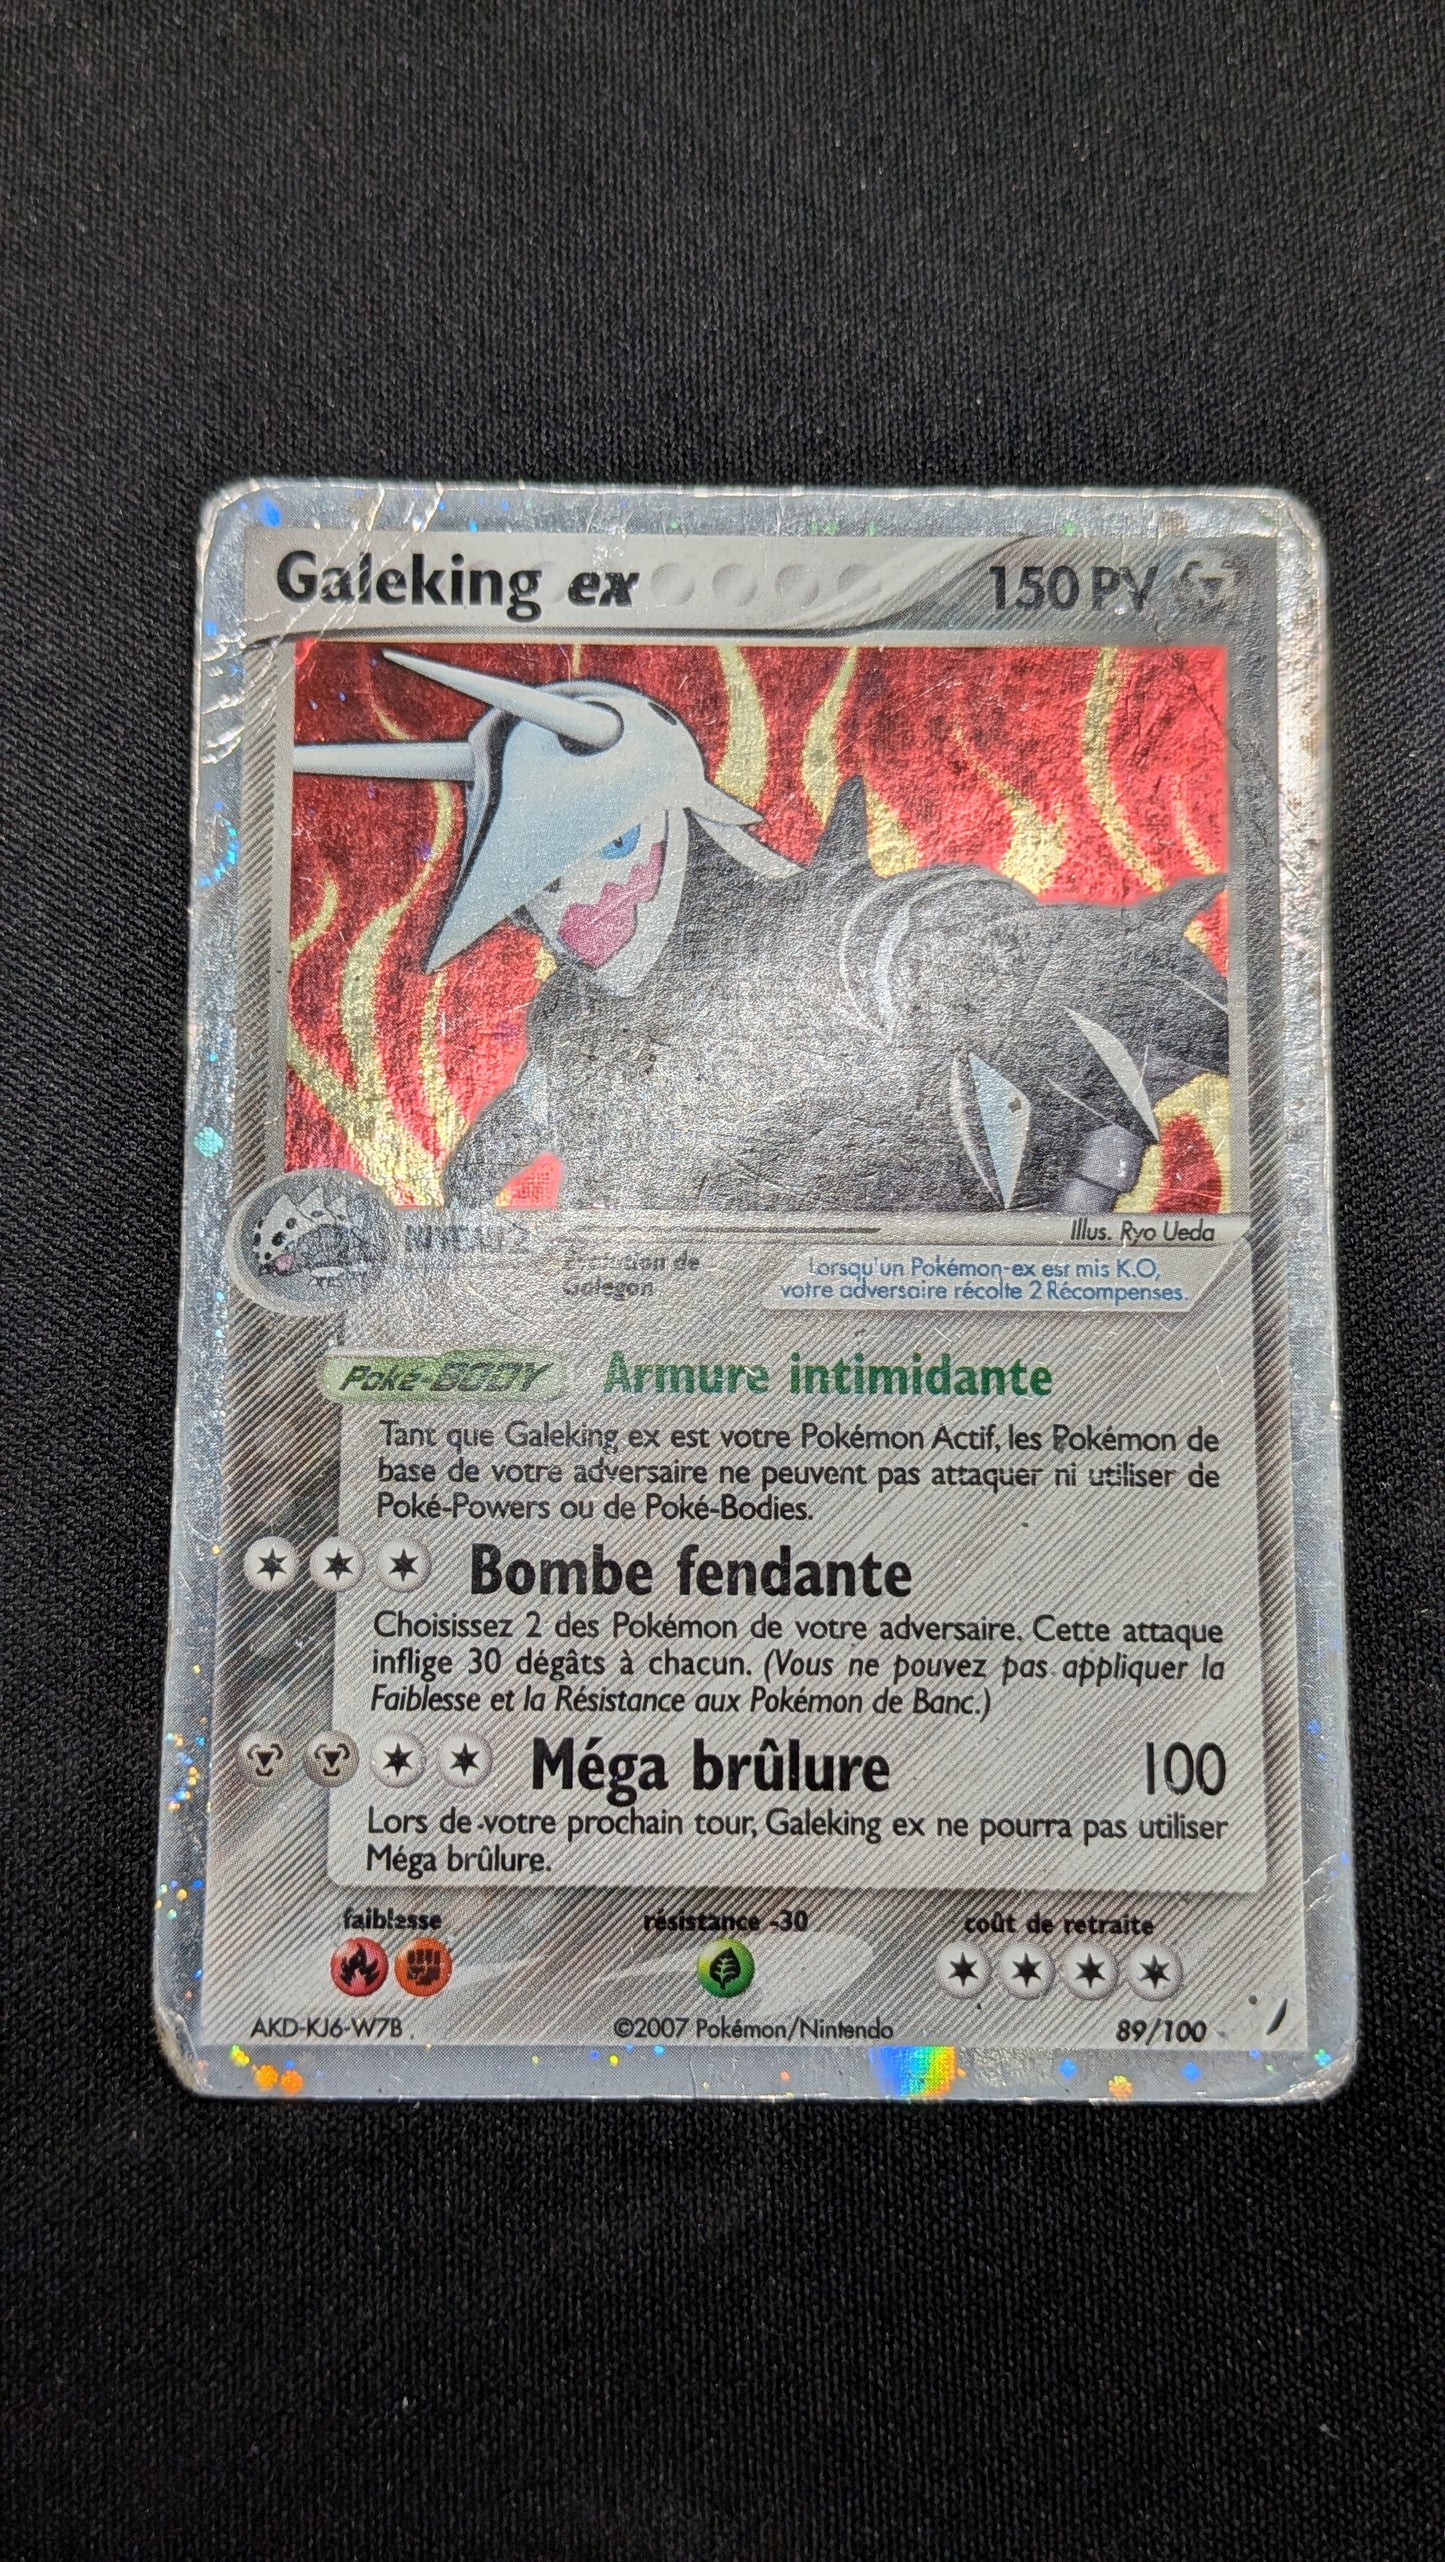 Galeking ex 150 PV
NIVEAU 2
Évolution de
Galegon
Illus. Ryo Ueda
Lorsqu'un Pokémon-ex est mis K.O,
votre adversaire récolte 2 Récompenses.
Poké-BODY Armure intimidante
Tant que Galeking ex est votre Pokémon Actif, les Pokémon de
base de votre adversaire ne peuvent pas attaquer ni utiliser de
Poké-Powers ou de Poké-Bodies.
Bombe fendante
Choisissez 2 des Pokémon de votre adversaire. Cette attaque
inflige 30 dégâts à chacun. (Vous ne pouvez pas appliquer la
Faiblesse et la Résistance aux Pokémon de Banc.)
Méga brûlure 100
Lors de votre prochain tour, Galeking ex ne pourra pas utiliser
Méga brûlure.
faiblesse résistance -30 coût de retraite
AKD-KJ6-W7B ©2007 Pokémon/Nintendo 89/100